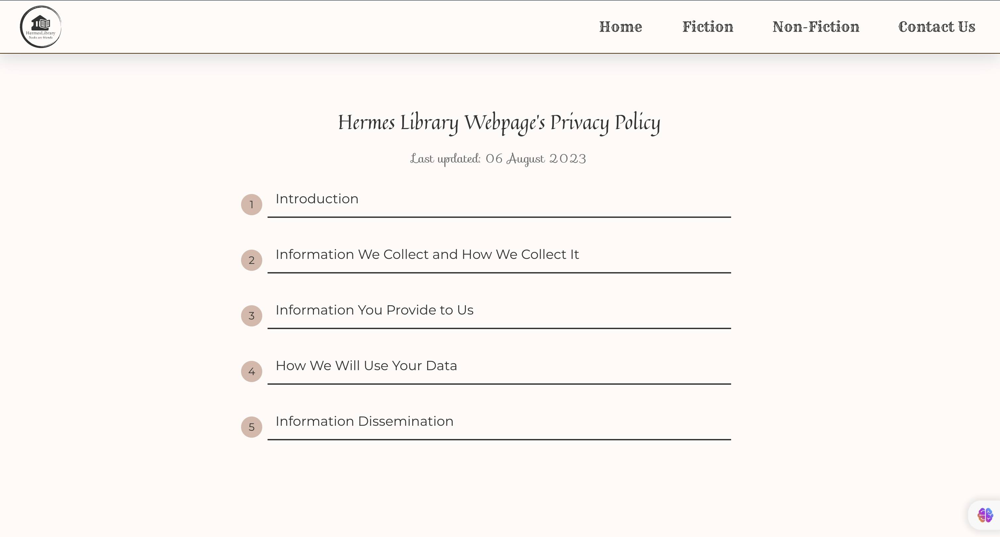 HermesLibrary
Books are friends
Home Fiction Non-Fiction Contact Us
Hermes Library Webpage's Privacy Policy
Last updated: 06 August 2023
1 Introduction
2 Information We Collect and How We Collect It
3 Information You Provide to Us
4 How We Will Use Your Data
5 Information Dissemination